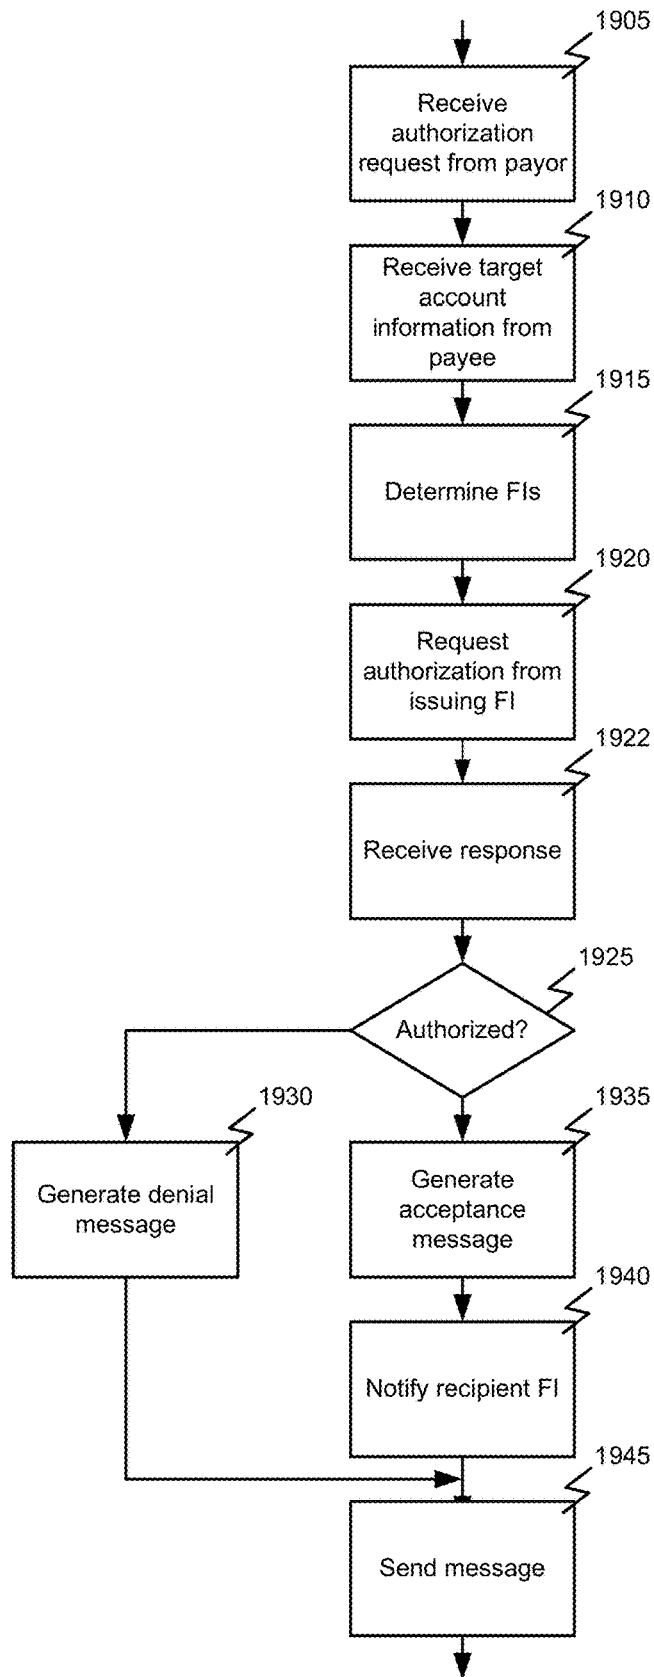 1905
Receive
authorization
request from payor
1910
Receive target
account
information from
payee
1915
Determine FIs
1920
Request
authorization from
issuing FI
1922
Receive response
1925
Authorized?
1930
Generate denial
message
1935
Generate
acceptance
message
1940
Notify recipient FI
1945
Send message